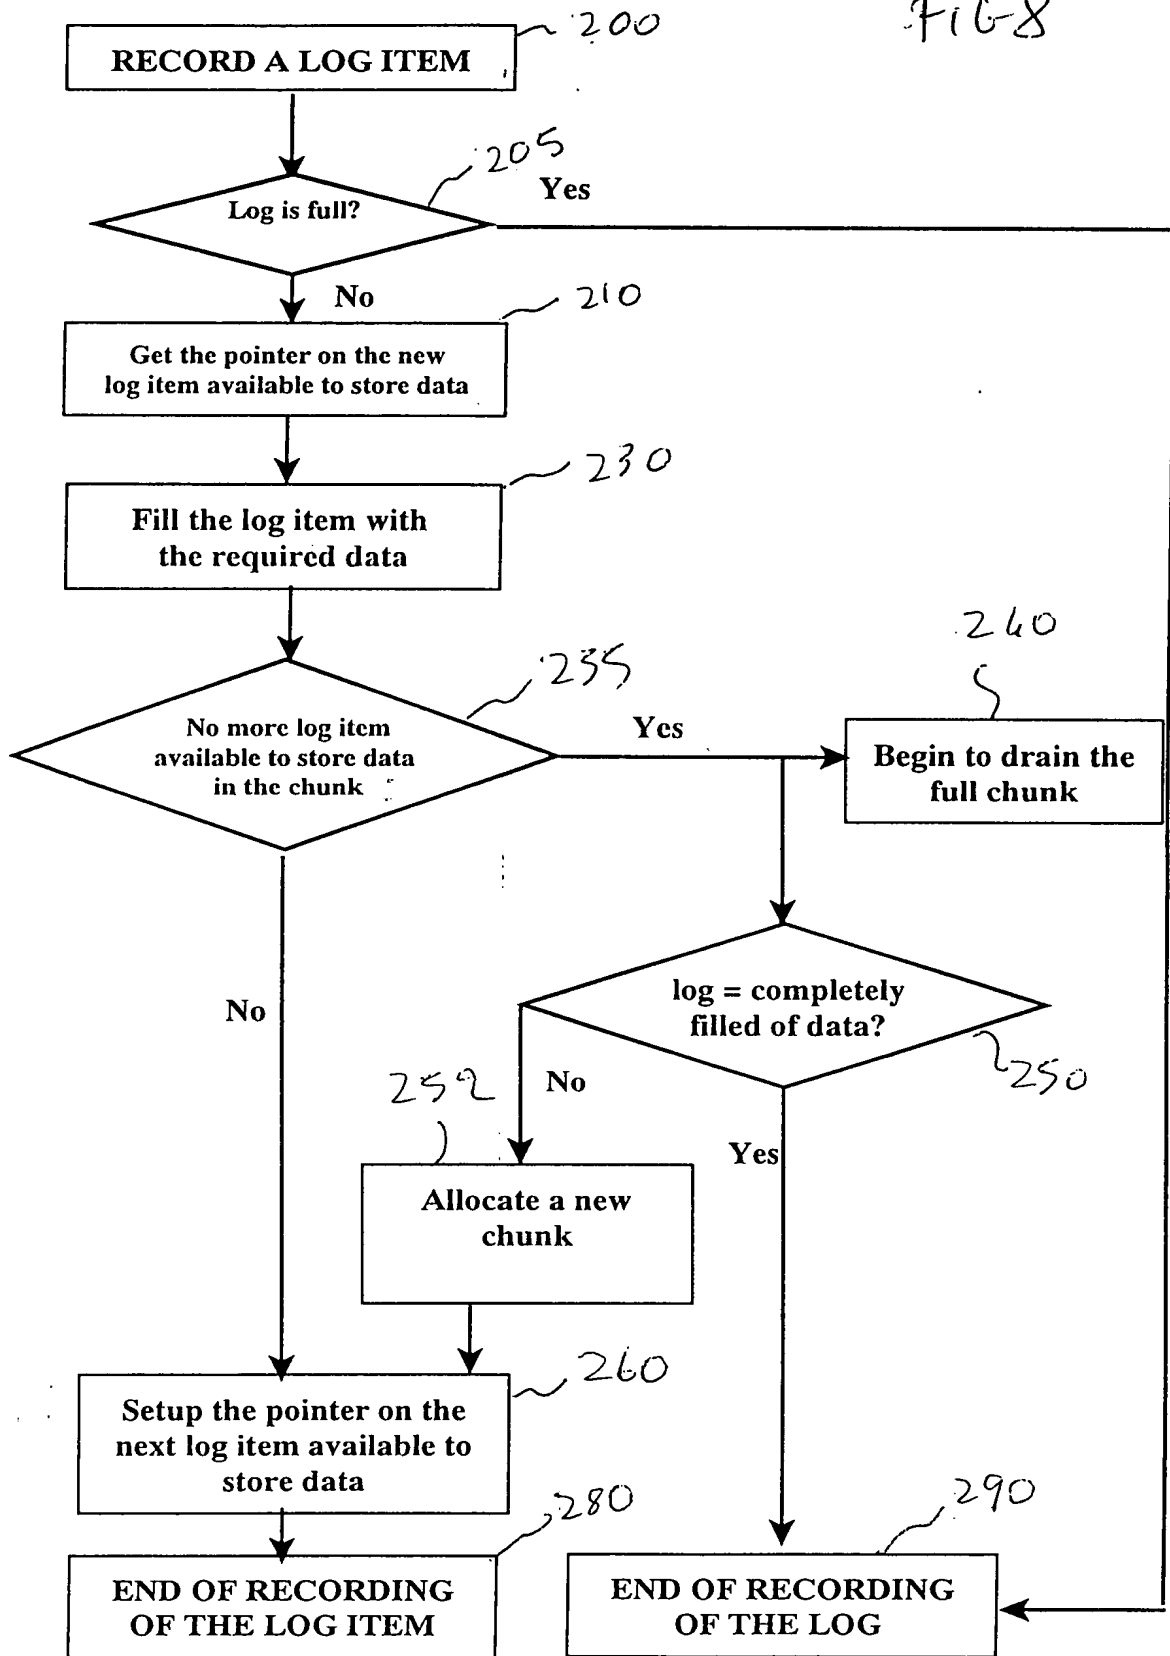 FIG-8
200
RECORD A LOG ITEM
205
Log is full?
Yes
No
210
Get the pointer on the new
log item available to store data
230
Fill the log item with
the required data
235
No more log item
available to store data
in the chunk
Yes
240
Begin to drain the
full chunk
No
log = completely
filled of data?
250
252
No
Yes
Allocate a new
chunk
260
Setup the pointer on the
next log item available to
store data
280
END OF RECORDING
OF THE LOG ITEM
290
END OF RECORDING
OF THE LOG